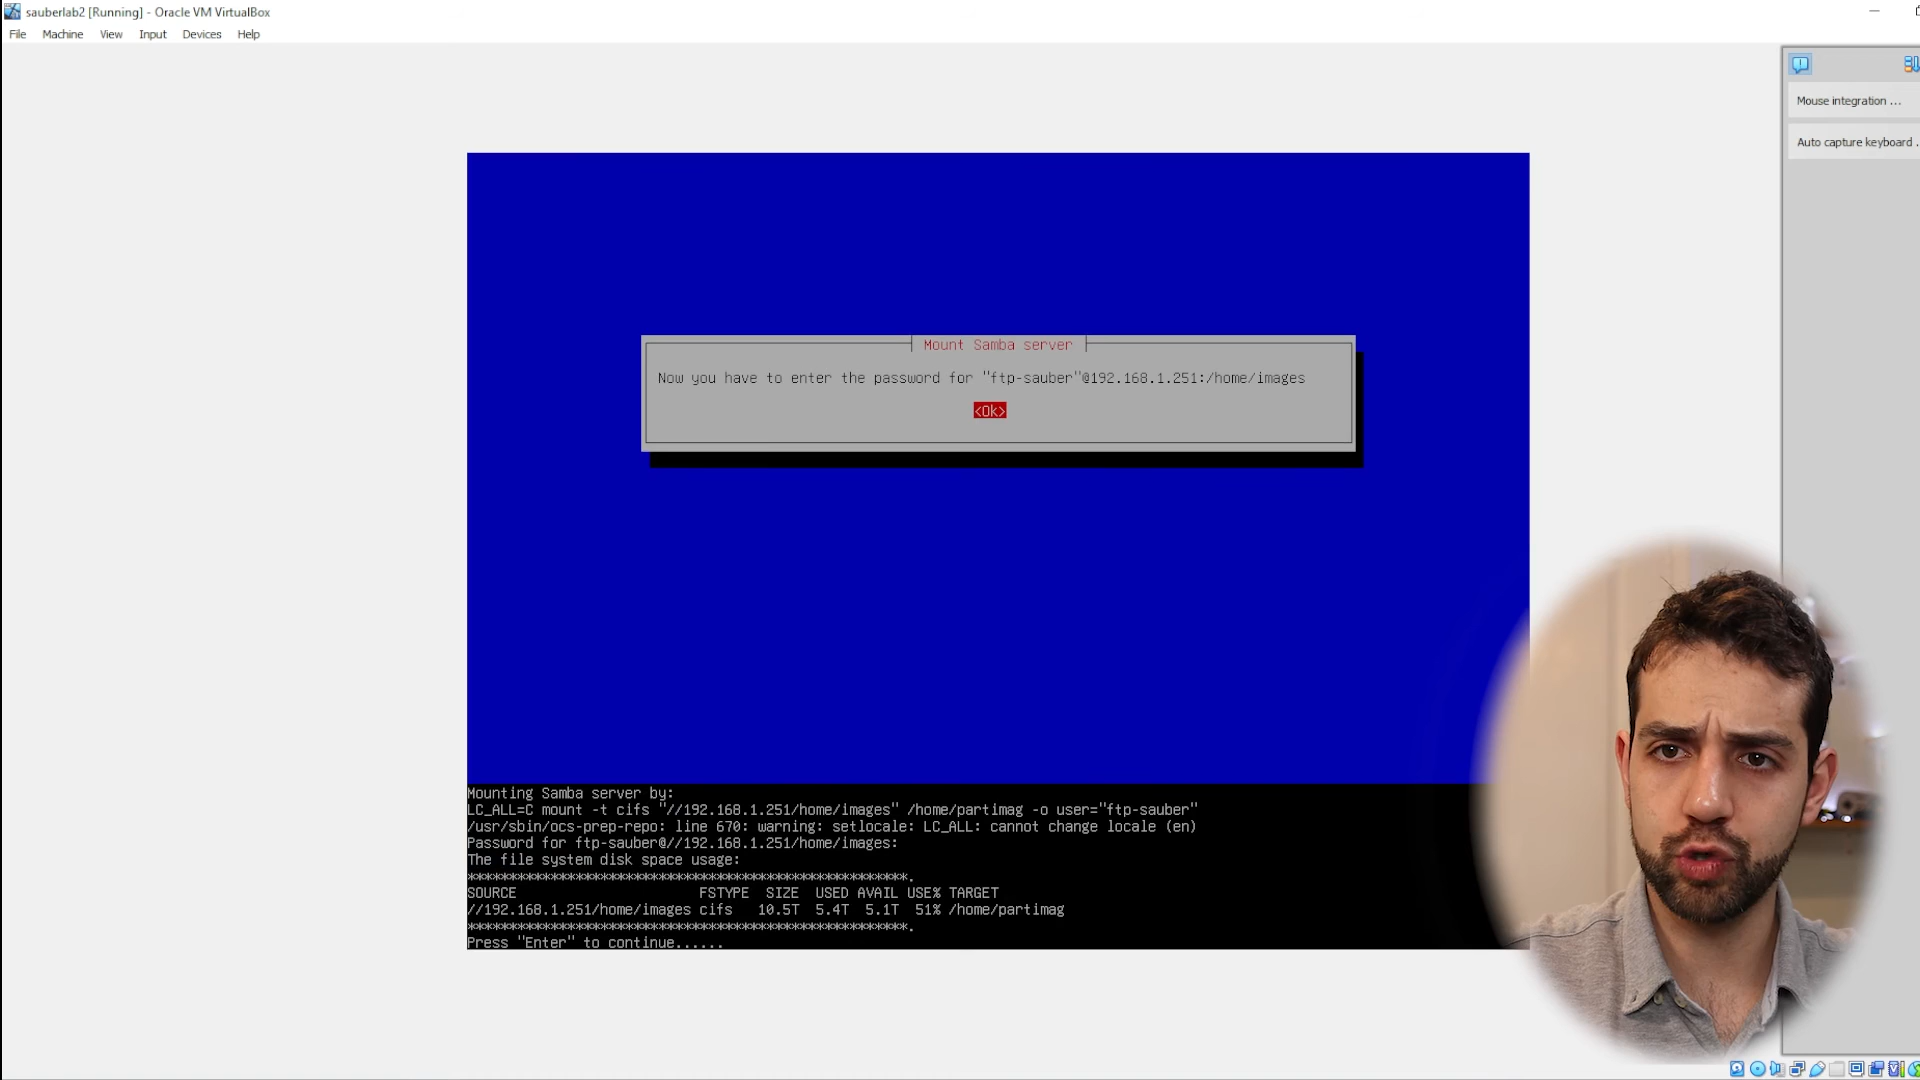 sauberlab2 [Running] - Oracle VM VirtualBox
File Machine View Input Devices Help
Mouse integration ...
Auto capture keyboard .
Mount Samba server
Now you have to enter the password for "ftp-sauber"@192.168.1.251:/home/images
<Ok>
Mounting Samba server by:
LC_ALL=C mount -t cifs "//192.168.1.251/home/images" /home/partimag -o user="ftp-sauber"
/usr/sbin/ocs-prep-repo: line 670: warning: setlocale: LC_ALL: cannot change locale (en)
Password for ftp-sauber@//192.168.1.251/home/images:
The file system disk space usage:
*****************************************************.
SOURCE FSTYPE SIZE USED AVAIL USE% TARGET
//192.168.1.251/home/images cifs 10.5T 5.4T 5.1T 51% /home/partimag
*****************************************************.
Press "Enter" to continue......